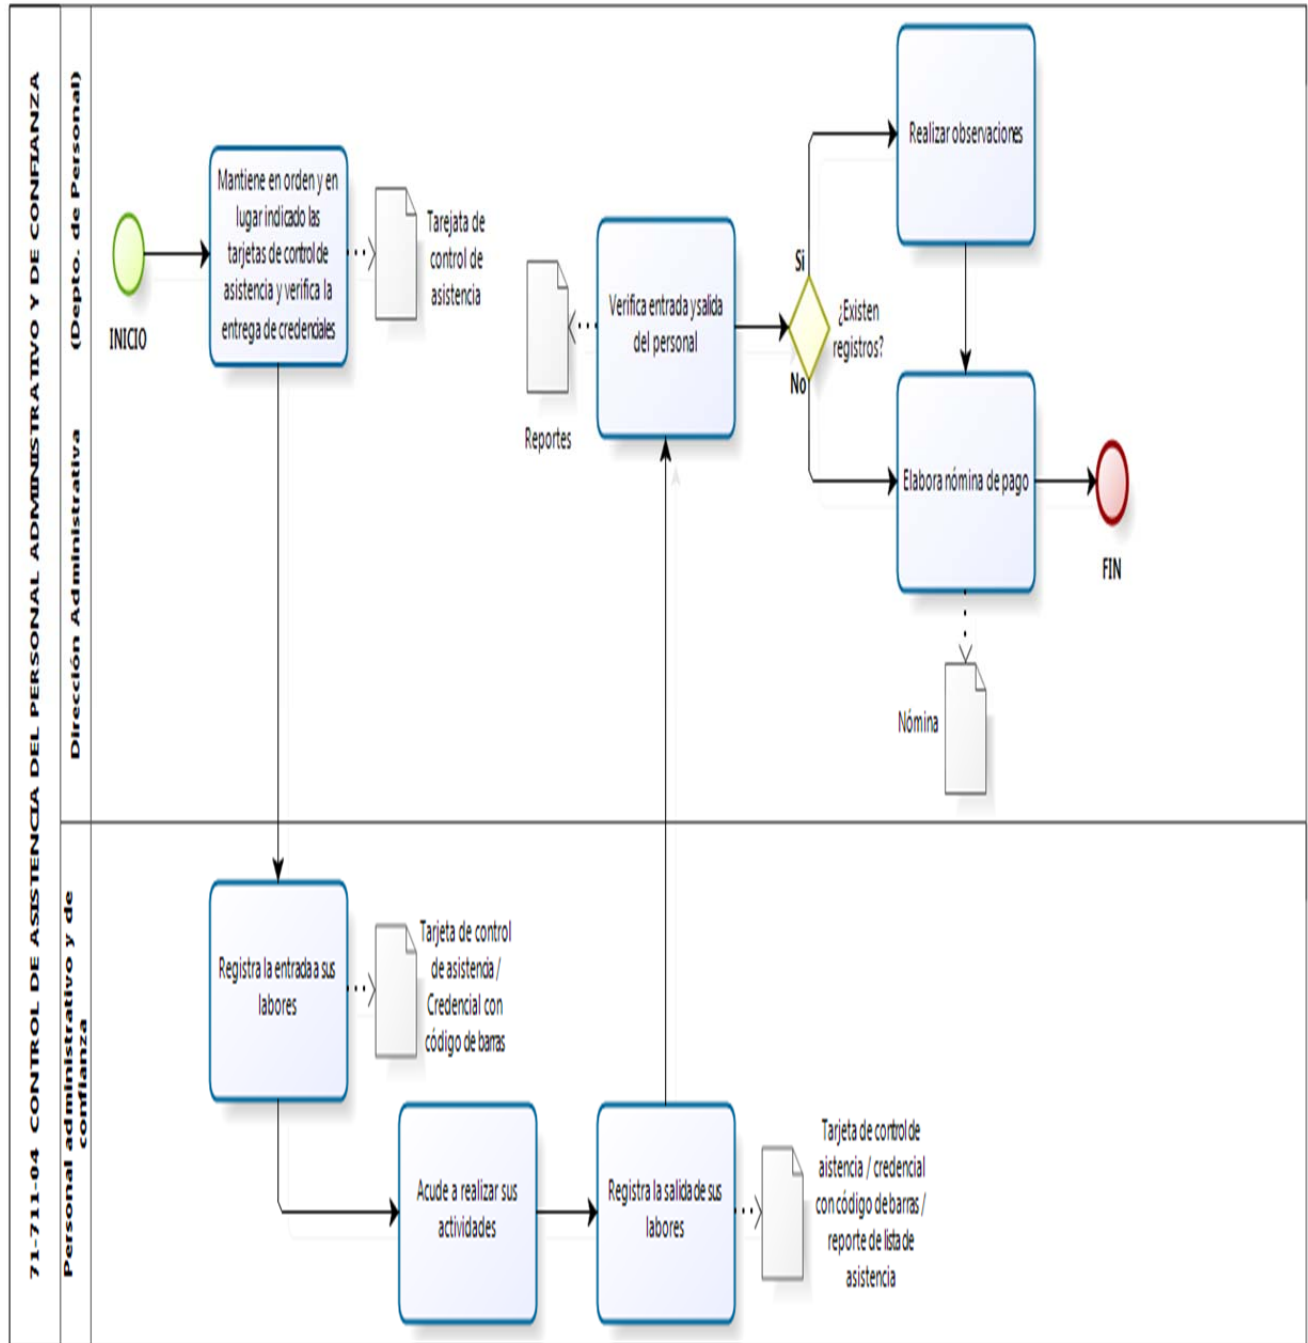 71-711-04 CONTROL DE ASISTENCIA DEL PERSONAL ADMINISTRATIVO Y DE CONFIANZA
Dirección Administrativa (Depto. de Personal)
INICIO
Mantiene en orden y en
lugar indicado las
tarjetas de control de
asistencia y verifica la
entrega de credenciales
Tarejata de
control de
asistencia
Reportes
Verifica entrada y salida
del personal
¿Existen
registros?
Si
No
Realizar observaciones
Elabora nómina de pago
FIN
Nómina
Personal administrativo y de
confianza
Registra la entrada a sus
labores
Tarjeta de control
de asistencia /
Credencial con
código de barras
Acude a realizar sus
actividades
Registra la salida de sus
labores
Tarjeta de control de
aistencia / credencial
con código de barras /
reporte de lista de
asistencia